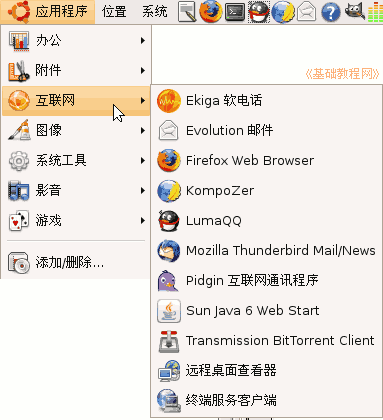 应用程序 位置 系统
办公
附件
《基础教程网》
互联网
图像
系统工具
影音
游戏
添加/删除...
Ekiga 软电话
Evolution 邮件
Firefox Web Browser
KompoZer
LumaQQ
Mozilla Thunderbird Mail/News
Pidgin 互联网通讯程序
Sun Java 6 Web Start
Transmission BitTorrent Client
远程桌面查看器
终端服务客户端